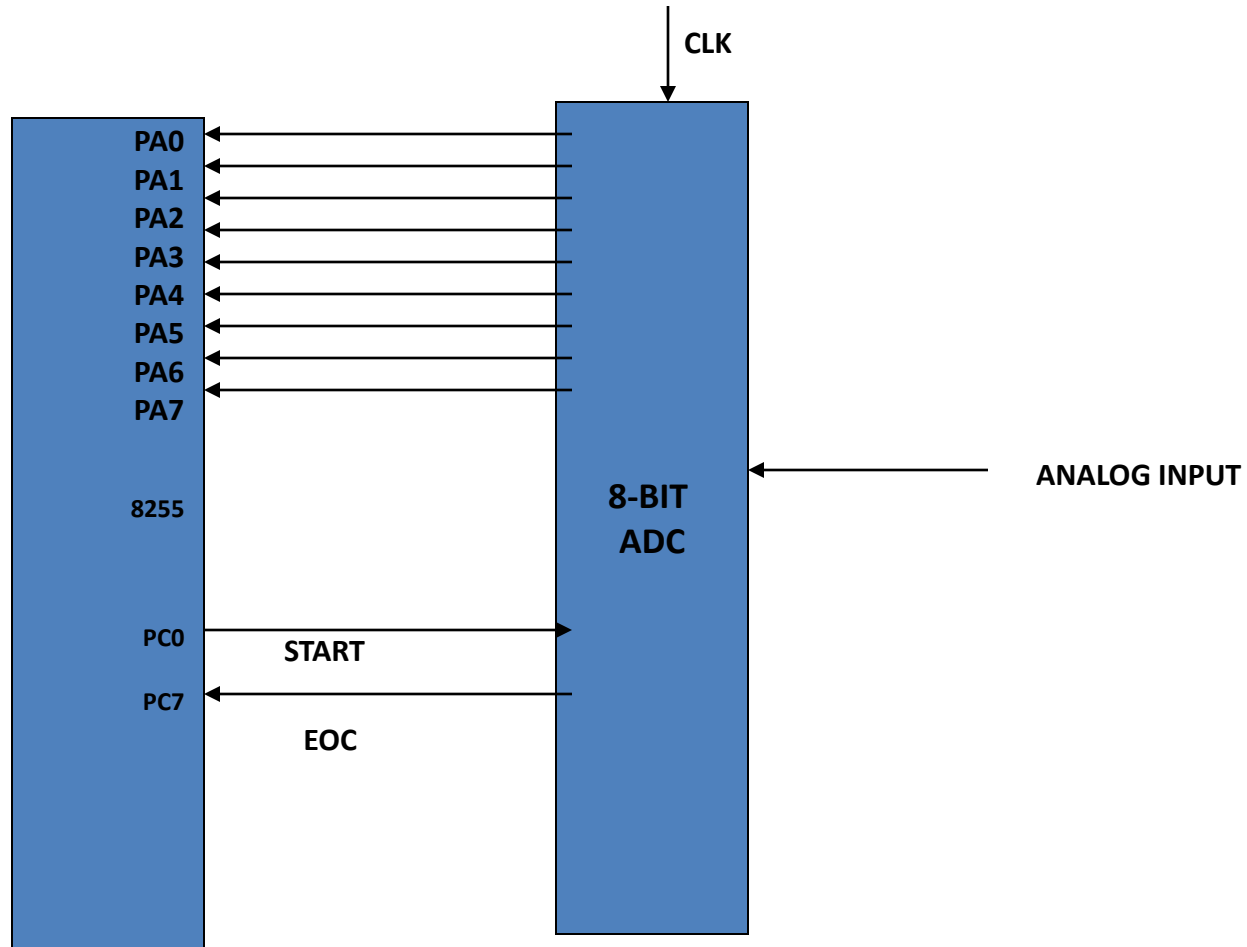 CLK
PA0
PA1
PA2
PA3
PA4
PA5
PA6
PA7
ANALOG INPUT
8255
8-BIT
ADC
PC0
START
PC7
EOC